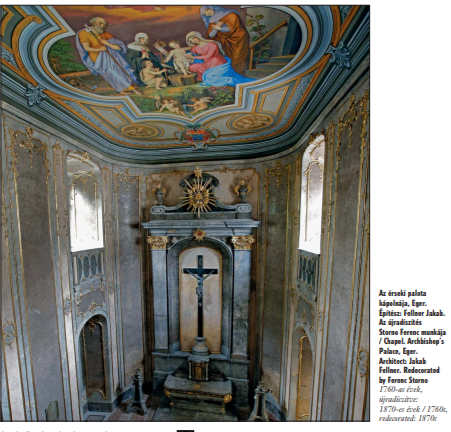 Az érseki palota
kápolnája, Eger.
Építész: Fellner Jakab.
Az újradíszítés
Storno Ferenc munkája
/ Chapel. Archbishop's
Palace, Eger.
Architect: Jakab
Fellner. Redecorated
by Ferenc Storno
1760-as évek,
újradíszítve:
1870-es évek / 1760s,
redecorated: 1870s